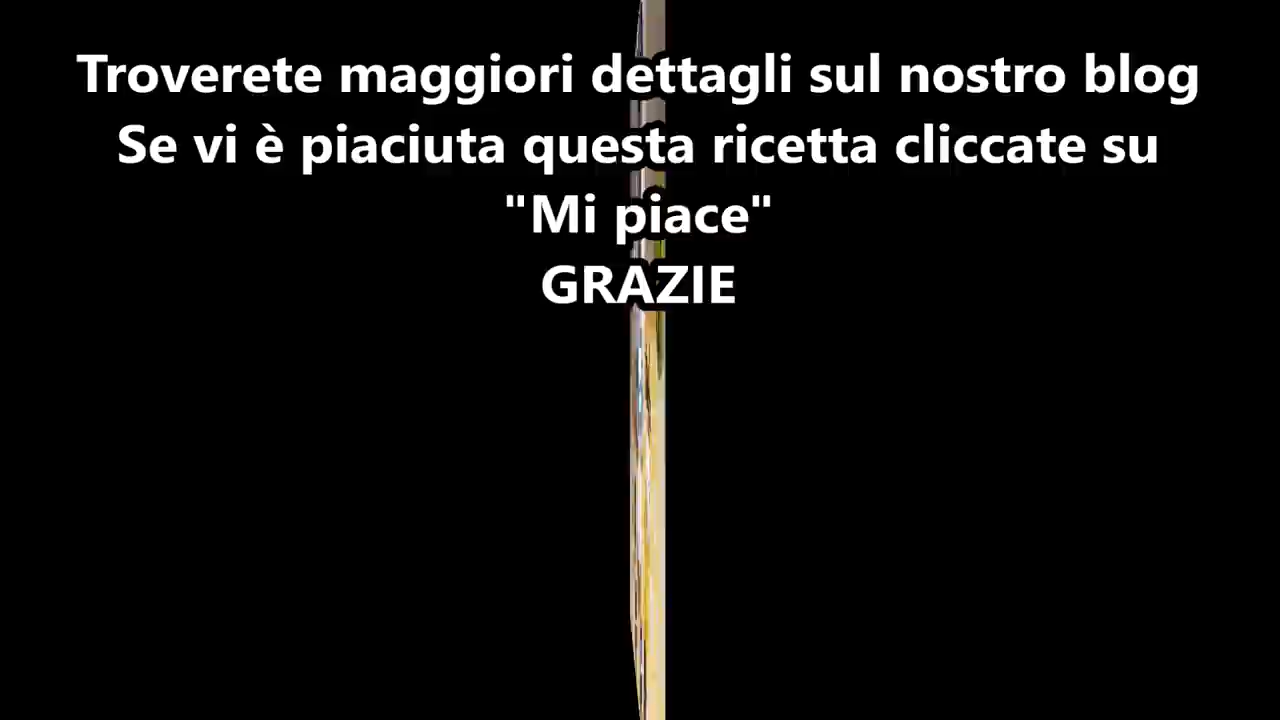 Troverete maggiori dettagli sul nostro blog
Se vi è piaciuta questa ricetta cliccate su
"Mi piace"
GRAZIE